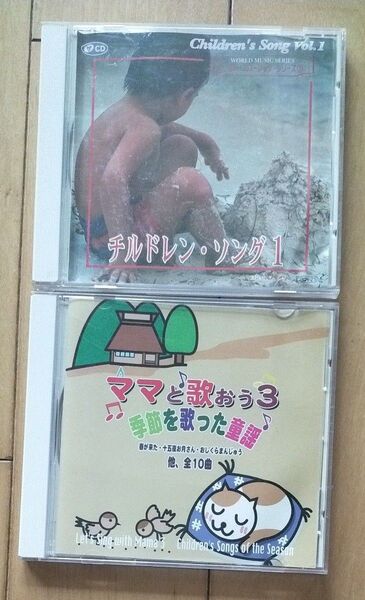 CD
Children's Song Vol.1
WORLD MUSIC SERIES
チルドレン・ソング1
ママと歌おう3
季節を歌った童謡
春が来た・十五夜お月さん・おしくらまんじゅう
他、全10曲
Let's Sing with Mama 3 Children's Songs of the Season